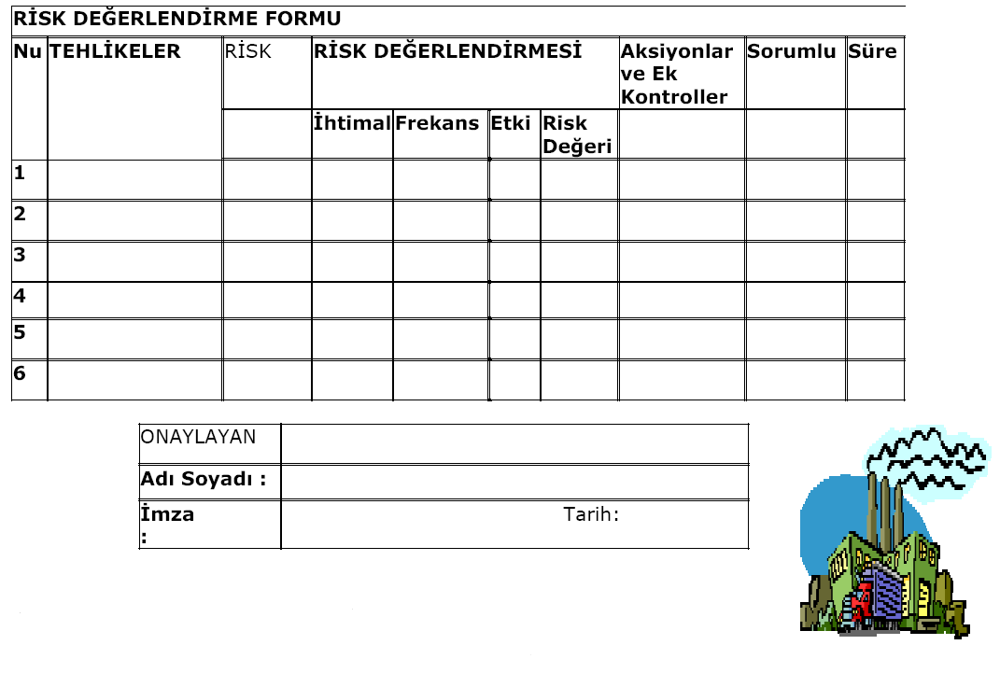 RİSK DEĞERLENDİRME FORMU
Nu TEHLİKELER RİSK RİSK DEĞERLENDİRMESİ Aksiyonlar ve Ek Kontroller Sorumlu Süre
İhtimal Frekans Etki Risk Değeri
1
2
3
4
5
6
ONAYLAYAN
Adı Soyadı :
İmza : Tarih: